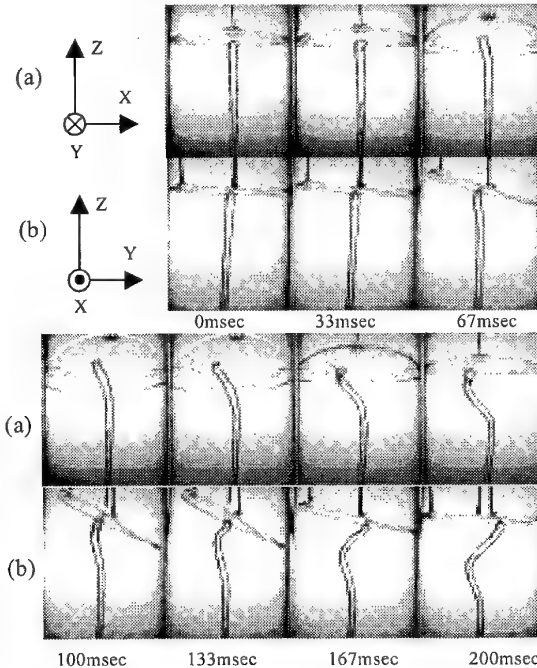 (a)
Z
X
Y
(b)
Z
Y
X
0msec 33msec 67msec
(a)
(b)
100msec 133msec 167msec 200msec